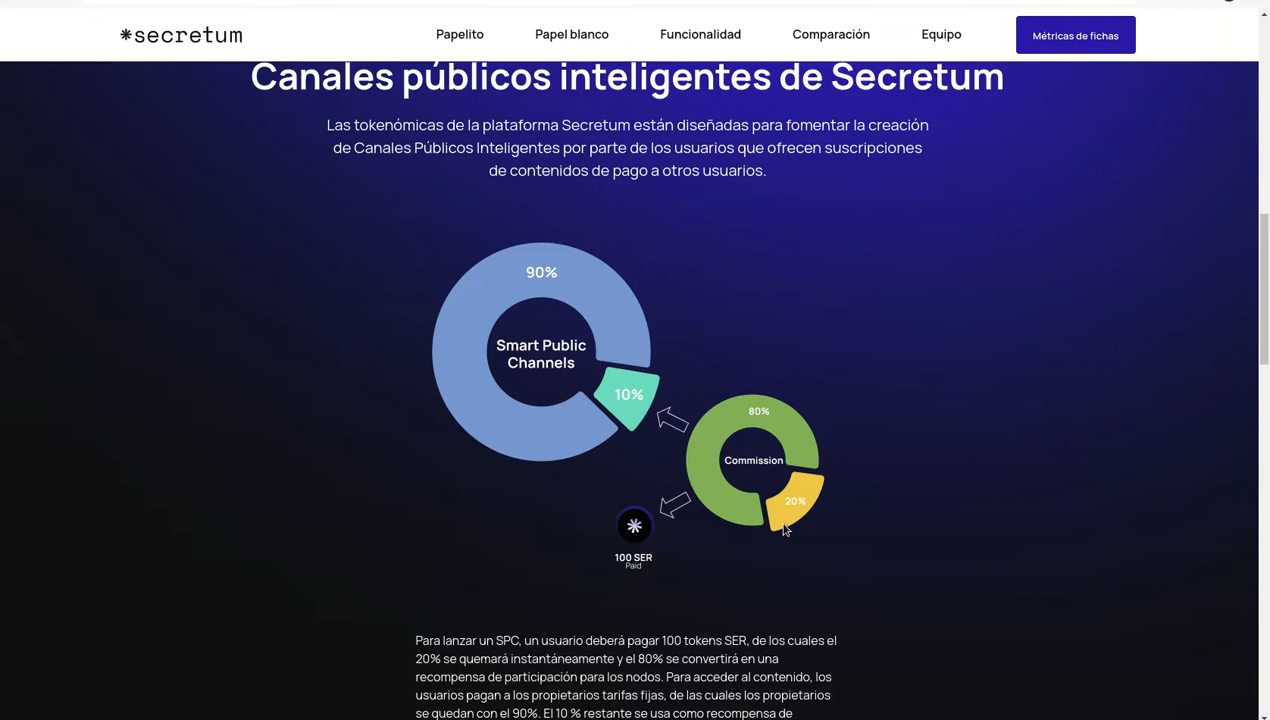 secretum
Papelito
Papel blanco
Funcionalidad
Comparación
Equipo
Métricas de fichas
Canales públicos inteligentes de Secretum
Las tokenómicas de la plataforma Secretum están diseñadas para fomentar la creación
de Canales Públicos Inteligentes por parte de los usuarios que ofrecen suscripciones
de contenidos de pago a otros usuarios.
90%
Smart Public
Channels
10%
80%
Commission
20%
100 SER
Paid
Para lanzar un SPC, un usuario deberá pagar 100 tokens SER, de los cuales el
20% se quemará instantáneamente y el 80% se convertirá en una
recompensa de participación para los nodos. Para acceder al contenido, los
usuarios pagan a los propietarios tarifas fijas, de las cuales los propietarios
se quedan con el 90%. El 10 % restante se usa como recompensa de